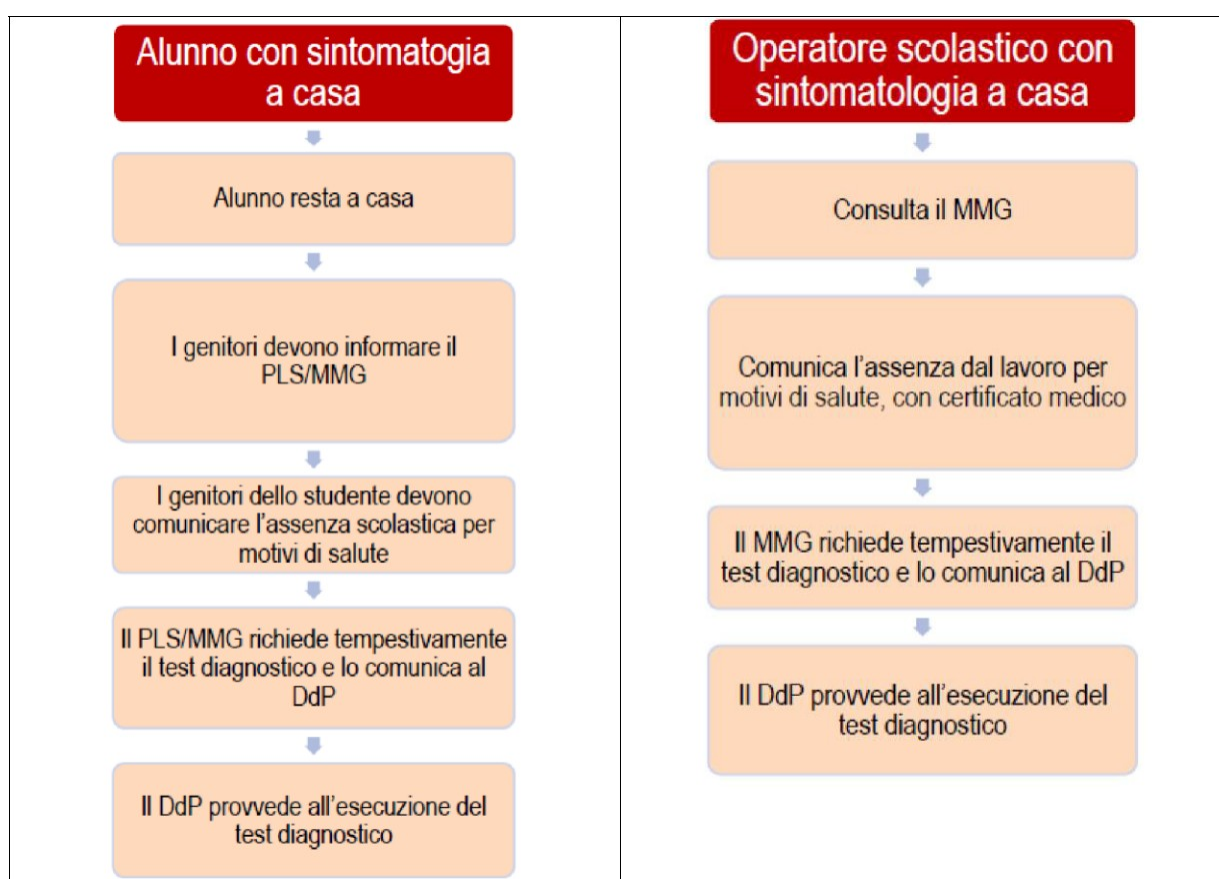 Alunno con sintomatogia
a casa
Alunno resta a casa
I genitori devono informare il
PLS/MMG
I genitori dello studente devono
comunicare l'assenza scolastica per
motivi di salute
Il PLS/MMG richiede tempestivamente
il test diagnostico e lo comunica al
DdP
Il DdP provvede all'esecuzione del
test diagnostico
Operatore scolastico con
sintomatologia a casa
Consulta il MMG
Comunica l'assenza dal lavoro per
motivi di salute, con certificato medico
Il MMG richiede tempestivamente il
test diagnostico e lo comunica al DdP
Il DdP provvede all'esecuzione del
test diagnostico